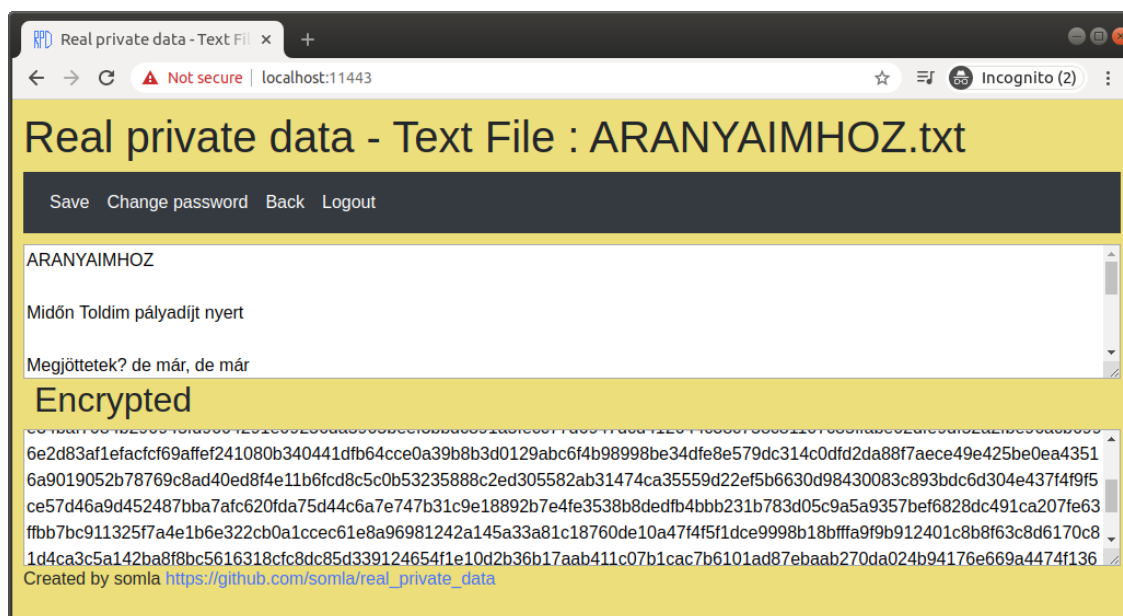 Real private data - Text Fil
Not secure | localhost:11443
Incognito (2)
Real private data - Text File : ARANYAIMHOZ.txt
Save Change password Back Logout
ARANYAIMHOZ
Midőn Toldim pályadíjt nyert
Megjöttetek? de már, de már
Encrypted
6e2d83af1efacfcf69affef241080b340441dfb64cce0a39b8b3d0129abc6f4b98998be34dfe8e579dc314c0dfd2da88f7aece49e425be0ea4351
6a9019052b78769c8ad40ed8f4e11b6fcd8c5c0b53235888c2ed305582ab31474ca35559d22ef5b6630d98430083c893bdc6d304e437f4f9f5
ce57d46a9d452487bba7afc620fda75d44c6a7e747b31c9e18892b7e4fe3538b8dedfb4bbb231b783d05c9a5a9357bef6828dc491ca207fe63
ffbb7bc911325f7a4e1b6e322cb0a1ccec61e8a96981242a145a33a81c18760de10a47f4f5f1dce9998b18bfffa9f9b912401c8b8f63c8d6170c8
1d4ca3c5a142ba8f8bc5616318cfc8dc85d339124654f1e10d2b36b17aab411c07b1cac7b6101ad87ebaab270da024b94176e669a4474f136
Created by somla https://github.com/somla/real_private_data